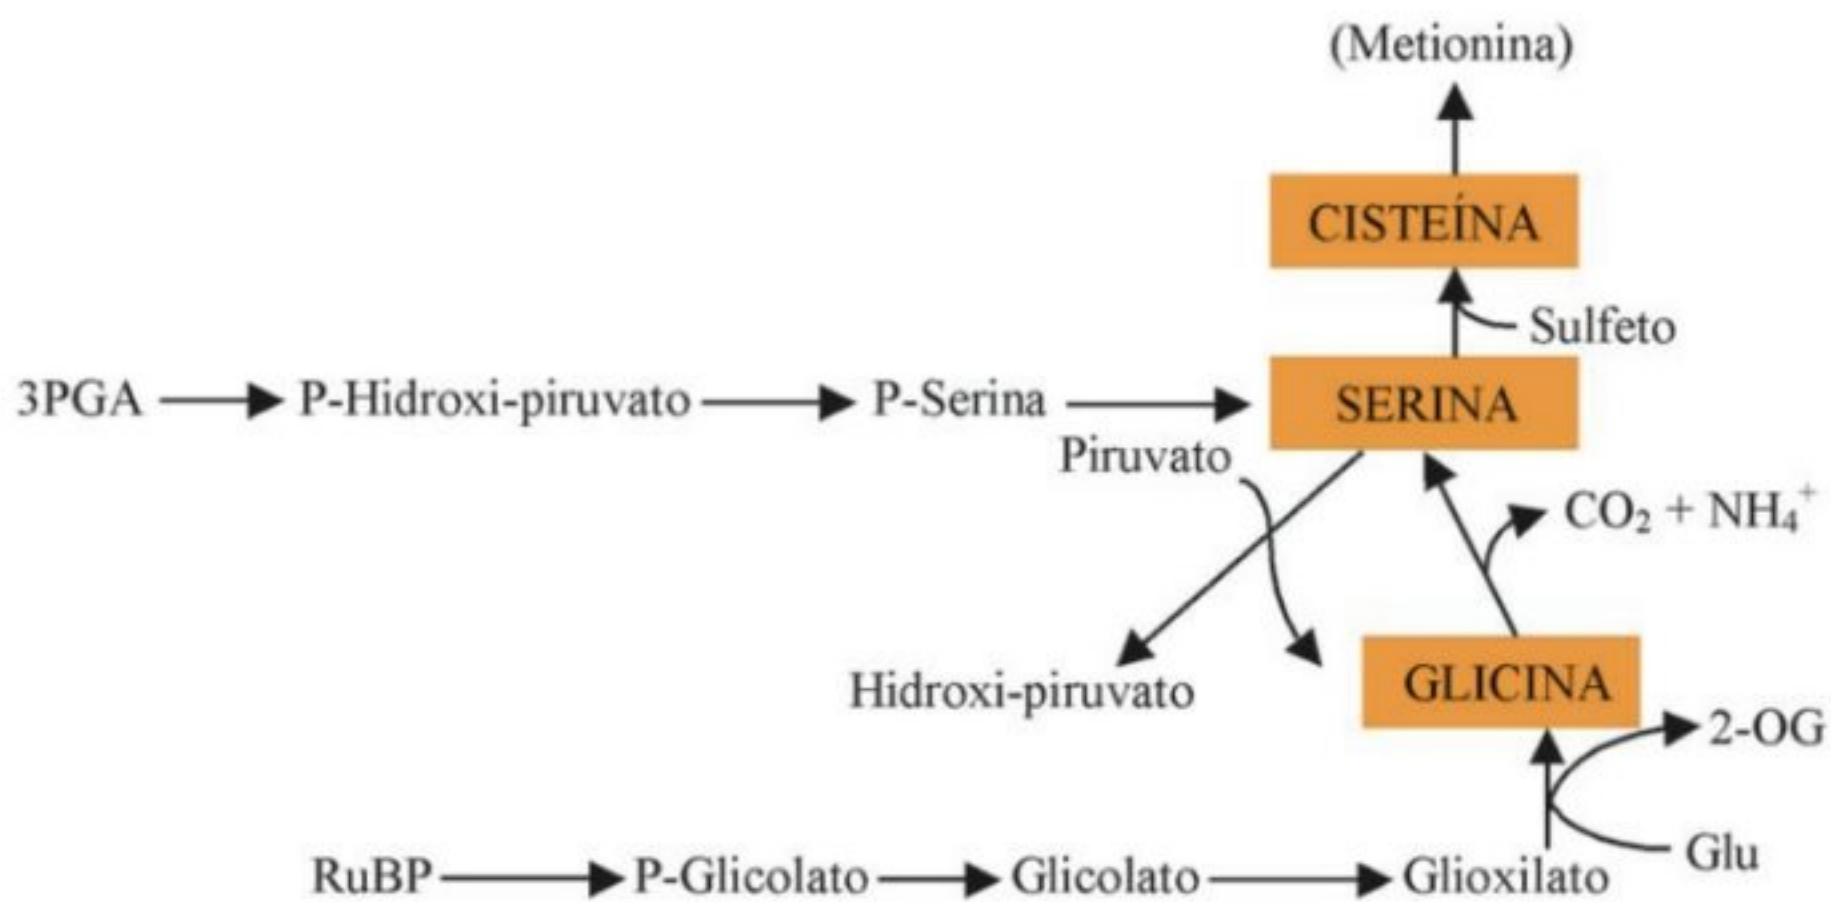 (Metionina)
CISTEÍNA
Sulfeto
3PGA P-Hidroxi-piruvato P-Serina SERINA
Piruvato
CO₂ + NH₄⁺
Hidroxi-piruvato GLICINA
2-OG
Glu
RuBP P-Glicolato Glicolato Glioxilato